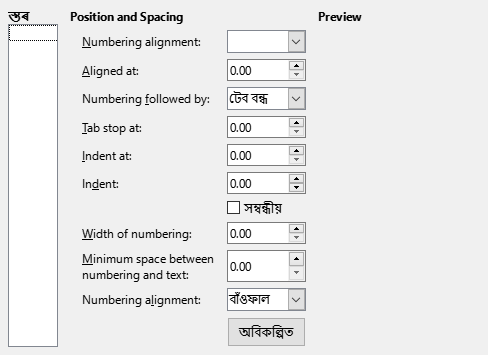 স্তৰ
Position and Spacing
Preview
Numbering alignment:
Aligned at: 0.00
Numbering followed by: টেব বন্ধ
Tab stop at: 0.00
Indent at: 0.00
Indent: 0.00
সম্বন্ধীয়
Width of numbering: 0.00
Minimum space between
numbering and text: 0.00
Numbering alignment: বাঁওফাল
অবিকল্পিত